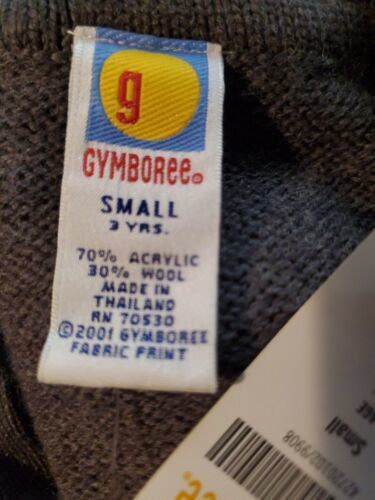 g
GYMBOREE®
SMALL
3 YRS.
70% ACRYLIC
30% WOOL
MADE IN
THAILAND
RN 70530
©2001 GYMBOREE
FABRIC PRINT
Small